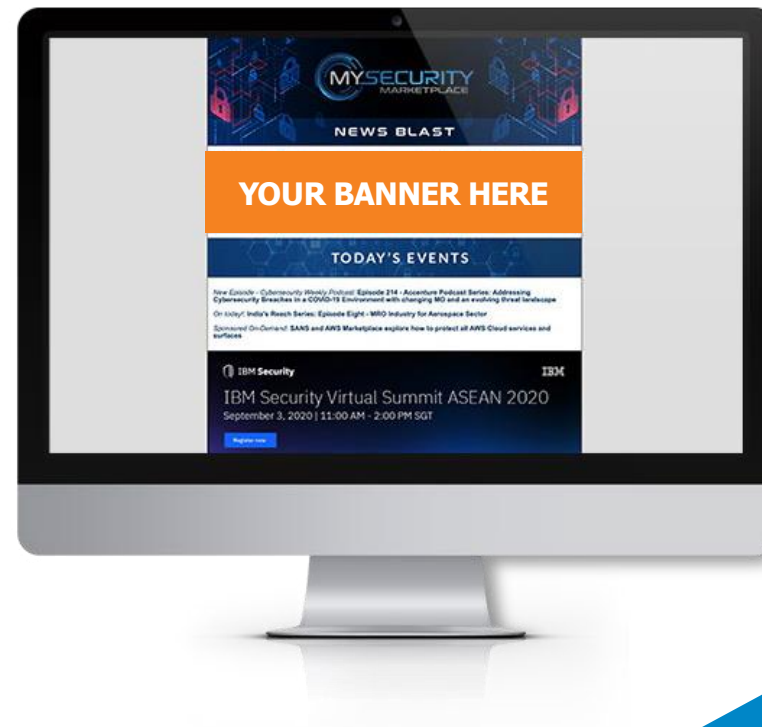 MYSECURITY
MARKETPLACE
NEWS BLAST
YOUR BANNER HERE
TODAY'S EVENTS
New Episode - Cybersecurity Weekly Podcast: Episode 214 - Accenture Podcast Series: Addressing
Cybersecurity Breaches in a COVID-19 Environment with changing MO and an evolving threat landscape
On today!: India's Reach Series: Episode Eight - MRO Industry for Aerospace Sector
Sponsored On-Demand: SANS and AWS Marketplace explore how to protect all AWS Cloud services and
surfaces
IBM Security IBM
IBM Security Virtual Summit ASEAN 2020
September 3, 2020 | 11:00 AM - 2:00 PM SGT
Register now